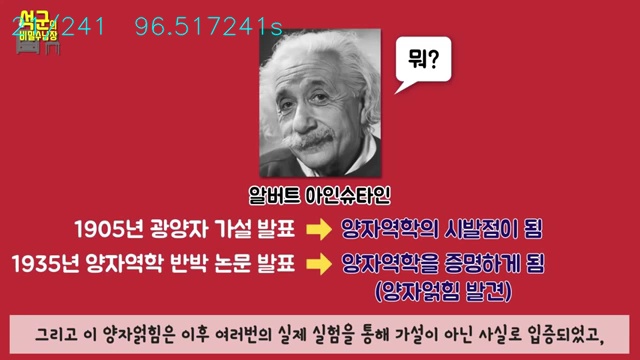 석군의
비밀수납장
/241 96.517241s
뭐?
알버트 아인슈타인
1905년 광양자 가설 발표 ➡ 양자역학의 시발점이 됨
1935년 양자역학 반박 논문 발표 ➡ 양자역학을 증명하게 됨
(양자얽힘 발견)
그리고 이 양자얽힘은 이후 여러번의 실제 실험을 통해 가설이 아닌 사실로 입증되었고,